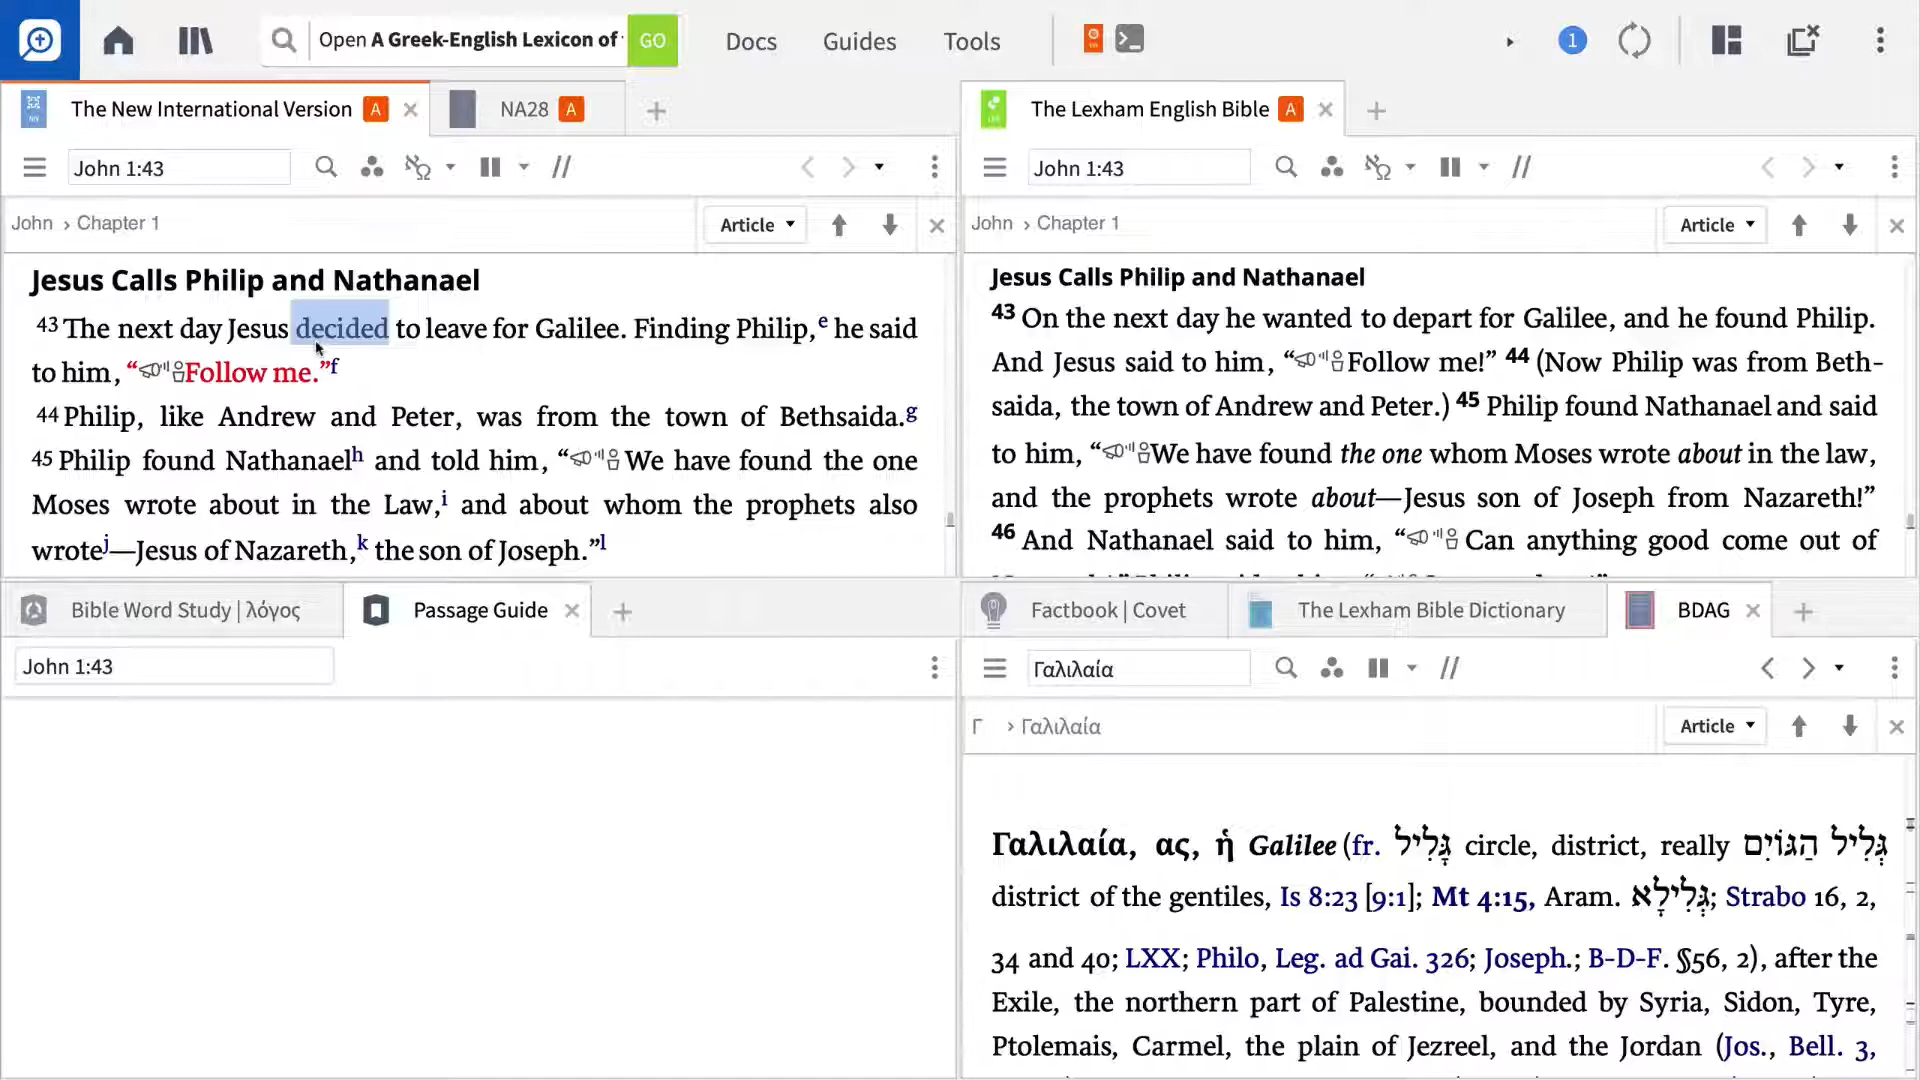 Open A Greek-English Lexicon of
GO
Docs
Guides
Tools
1
The New International Version A
NA28 A
The Lexham English Bible A
John 1:43
John 1:43
John › Chapter 1
Article
John › Chapter 1
Article
Jesus Calls Philip and Nathanael
43 The next day Jesus decided to leave for Galilee. Finding Philip,e he said
to him, “Follow me.”f
44 Philip, like Andrew and Peter, was from the town of Bethsaida.g
45 Philip found Nathanaelh and told him, “We have found the one
Moses wrote about in the Law,i and about whom the prophets also
wrotej—Jesus of Nazareth,k the son of Joseph.”l
Jesus Calls Philip and Nathanael
43 On the next day he wanted to depart for Galilee, and he found Philip.
And Jesus said to him, “Follow me!” 44 (Now Philip was from Beth-
saida, the town of Andrew and Peter.) 45 Philip found Nathanael and said
to him, “We have found the one whom Moses wrote about in the law,
and the prophets wrote about—Jesus son of Joseph from Nazareth!”
46 And Nathanael said to him, “Can anything good come out of
Bible Word Study | λόγος
Passage Guide
John 1:43
Factbook | Covet
The Lexham Bible Dictionary
BDAG
Γαλιλαία
Γ › Γαλιλαία
Article
Γαλιλαία, ας, ἡ Galilee (fr. גָּלִיל circle, district, really גְּלִיל הַגּוֹיִם
district of the gentiles, Is 8:23 [9:1]; Mt 4:15, Aram. גְּלִילָא; Strabo 16, 2,
34 and 40; LXX; Philo, Leg. ad Gai. 326; Joseph.; B-D-F. §56, 2), after the
Exile, the northern part of Palestine, bounded by Syria, Sidon, Tyre,
Ptolemais, Carmel, the plain of Jezreel, and the Jordan (Jos., Bell. 3,